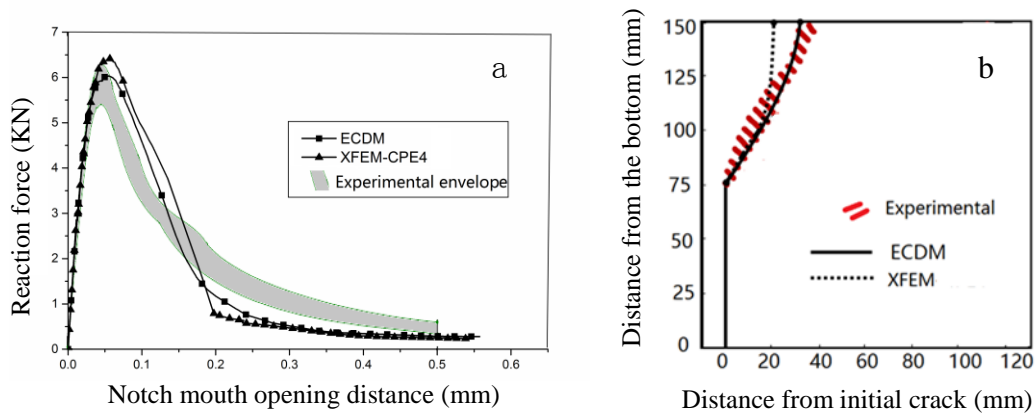 7
6
5
4
3
2
1
0
0.0 0.1 0.2 0.3 0.4 0.5 0.6
Reaction force (KN)
Notch mouth opening distance (mm)
a
ECDM
XFEM-CPE4
Experimental envelope
150
125
100
75
50
25
0
0 20 40 60 80 100 120
Distance from the bottom (mm)
Distance from initial crack (mm)
b
Experimental
ECDM
XFEM